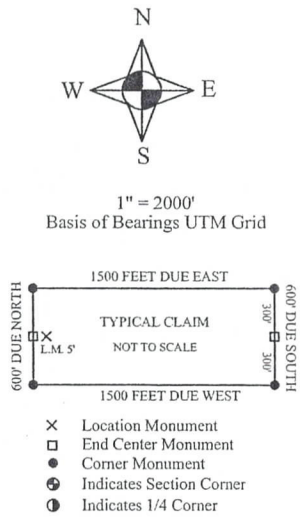 N
W E
S
1" = 2000'
Basis of Bearings UTM Grid
1500 FEET DUE EAST
600' DUE NORTH
TYPICAL CLAIM
NOT TO SCALE
L.M. 5'
300'
300'
600' DUE SOUTH
1500 FEET DUE WEST
Location Monument
End Center Monument
Corner Monument
Indicates Section Corner
Indicates 1/4 Corner